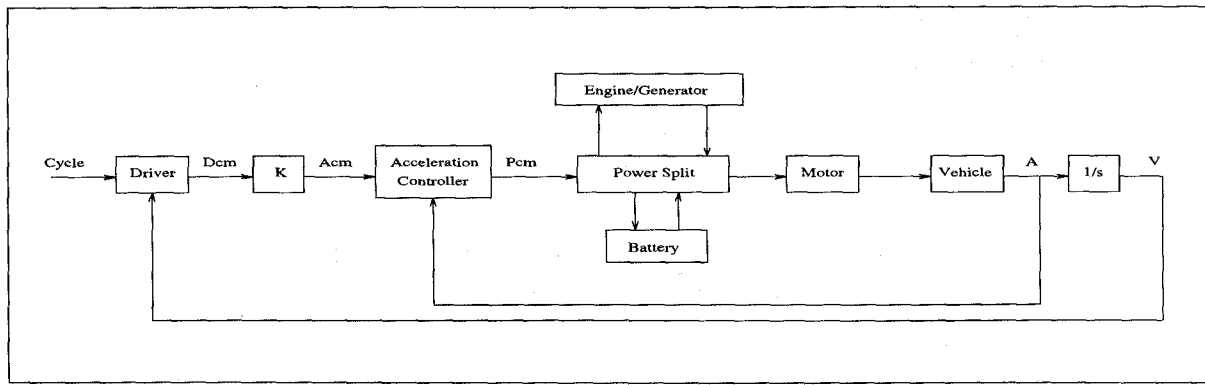 Engine/Generator
Cycle
Driver
Dcm
K
Acm
Acceleration
Controller
Pcm
Power Split
Motor
Vehicle
A
1/s
V
Battery